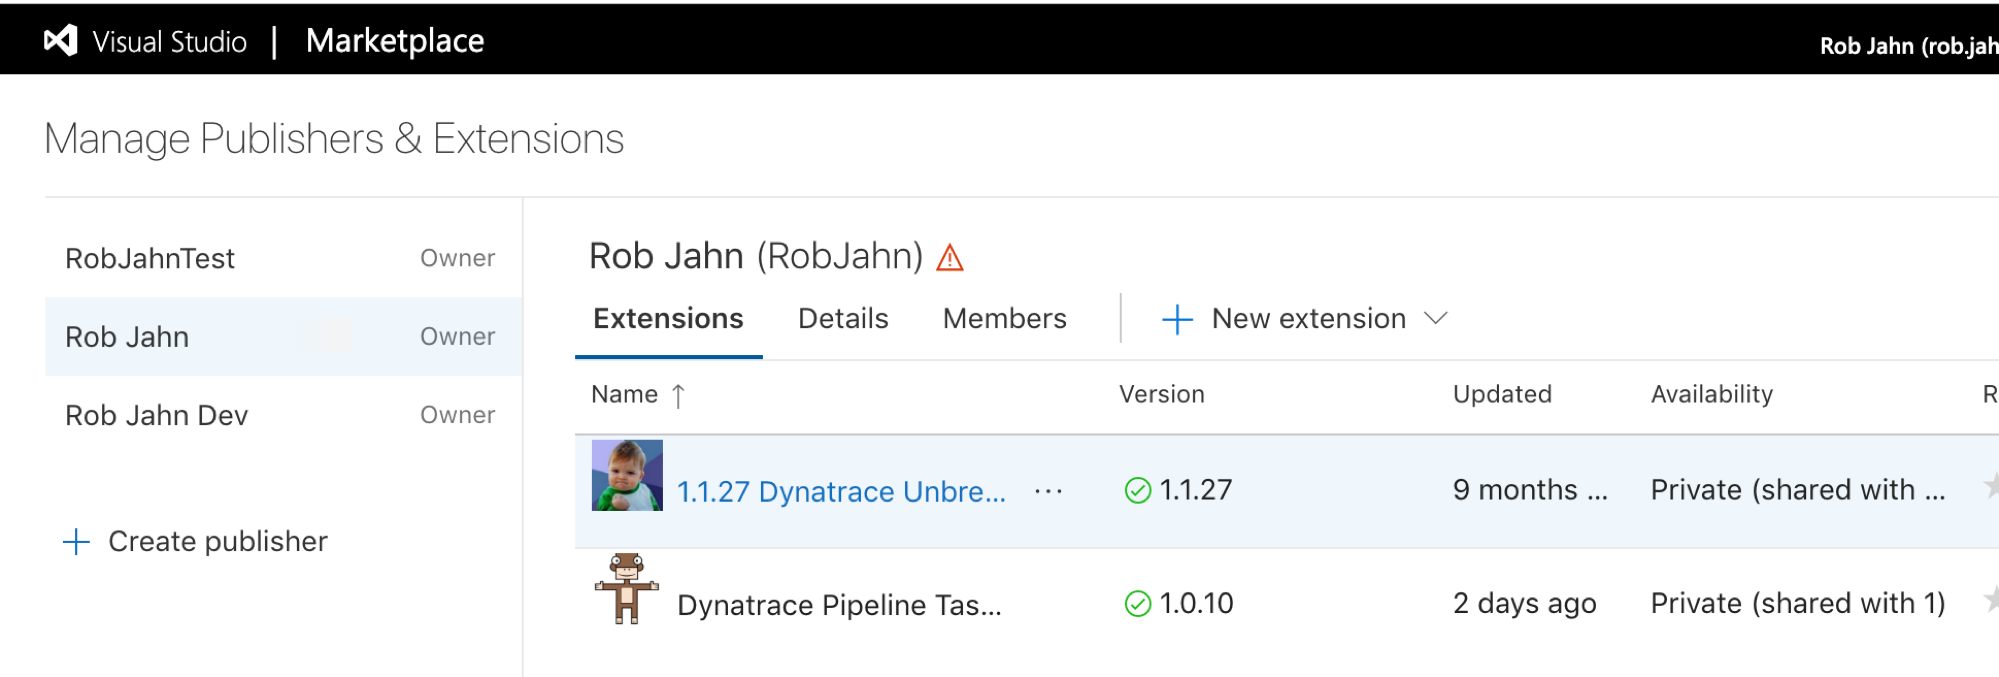 Visual Studio | Marketplace
Rob Jahn (rob.jah
Manage Publishers & Extensions
RobJahnTest Owner
Rob Jahn Owner
Rob Jahn Dev Owner
+ Create publisher
Rob Jahn (RobJahn)
Extensions Details Members + New extension
Name ↑ Version Updated Availability R
1.1.27 Dynatrace Unbre... ... 1.1.27 9 months ... Private (shared with ...
Dynatrace Pipeline Tas... 1.0.10 2 days ago Private (shared with 1)